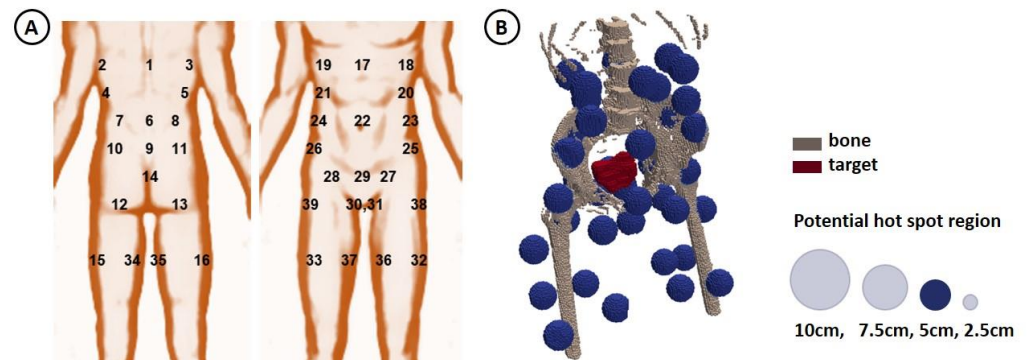 A
B
2 1 3
4 5
7 6 8
10 9 11
14
12 13
15 34 35 16
19 17 18
21 20
24 22 23
26 25
28 29 27
39 30,31 38
33 37 36 32
bone
target
Potential hot spot region
10cm, 7.5cm, 5cm, 2.5cm